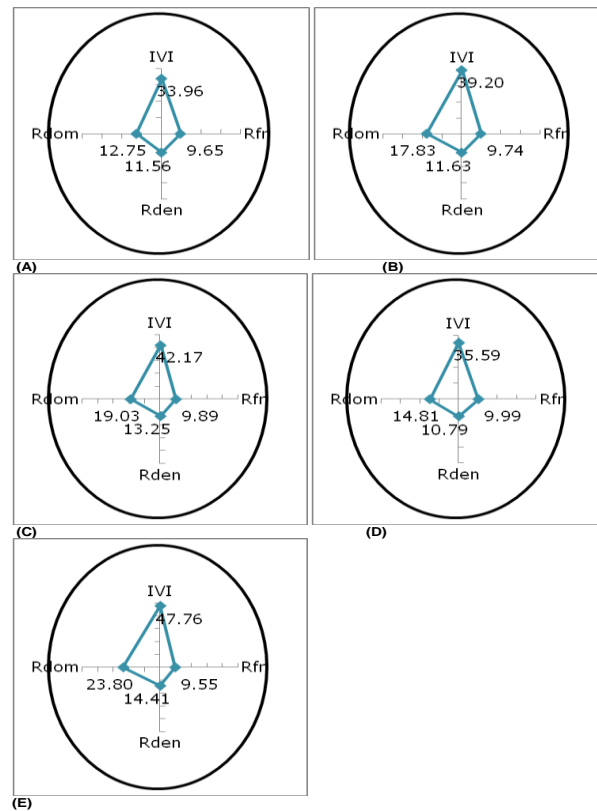 IVI
33.96
Rdom
Rfr
12.75
9.65
11.56
Rden
(A)
IVI
39.20
Rdom
Rfr
17.83
9.74
11.63
Rden
(B)
IVI
42.17
Rdom
Rfr
19.03
9.89
13.25
Rden
(C)
IVI
35.59
Rdom
Rfr
14.81
9.99
10.79
Rden
(D)
IVI
47.76
Rdom
Rfr
23.80
9.55
14.41
Rden
(E)